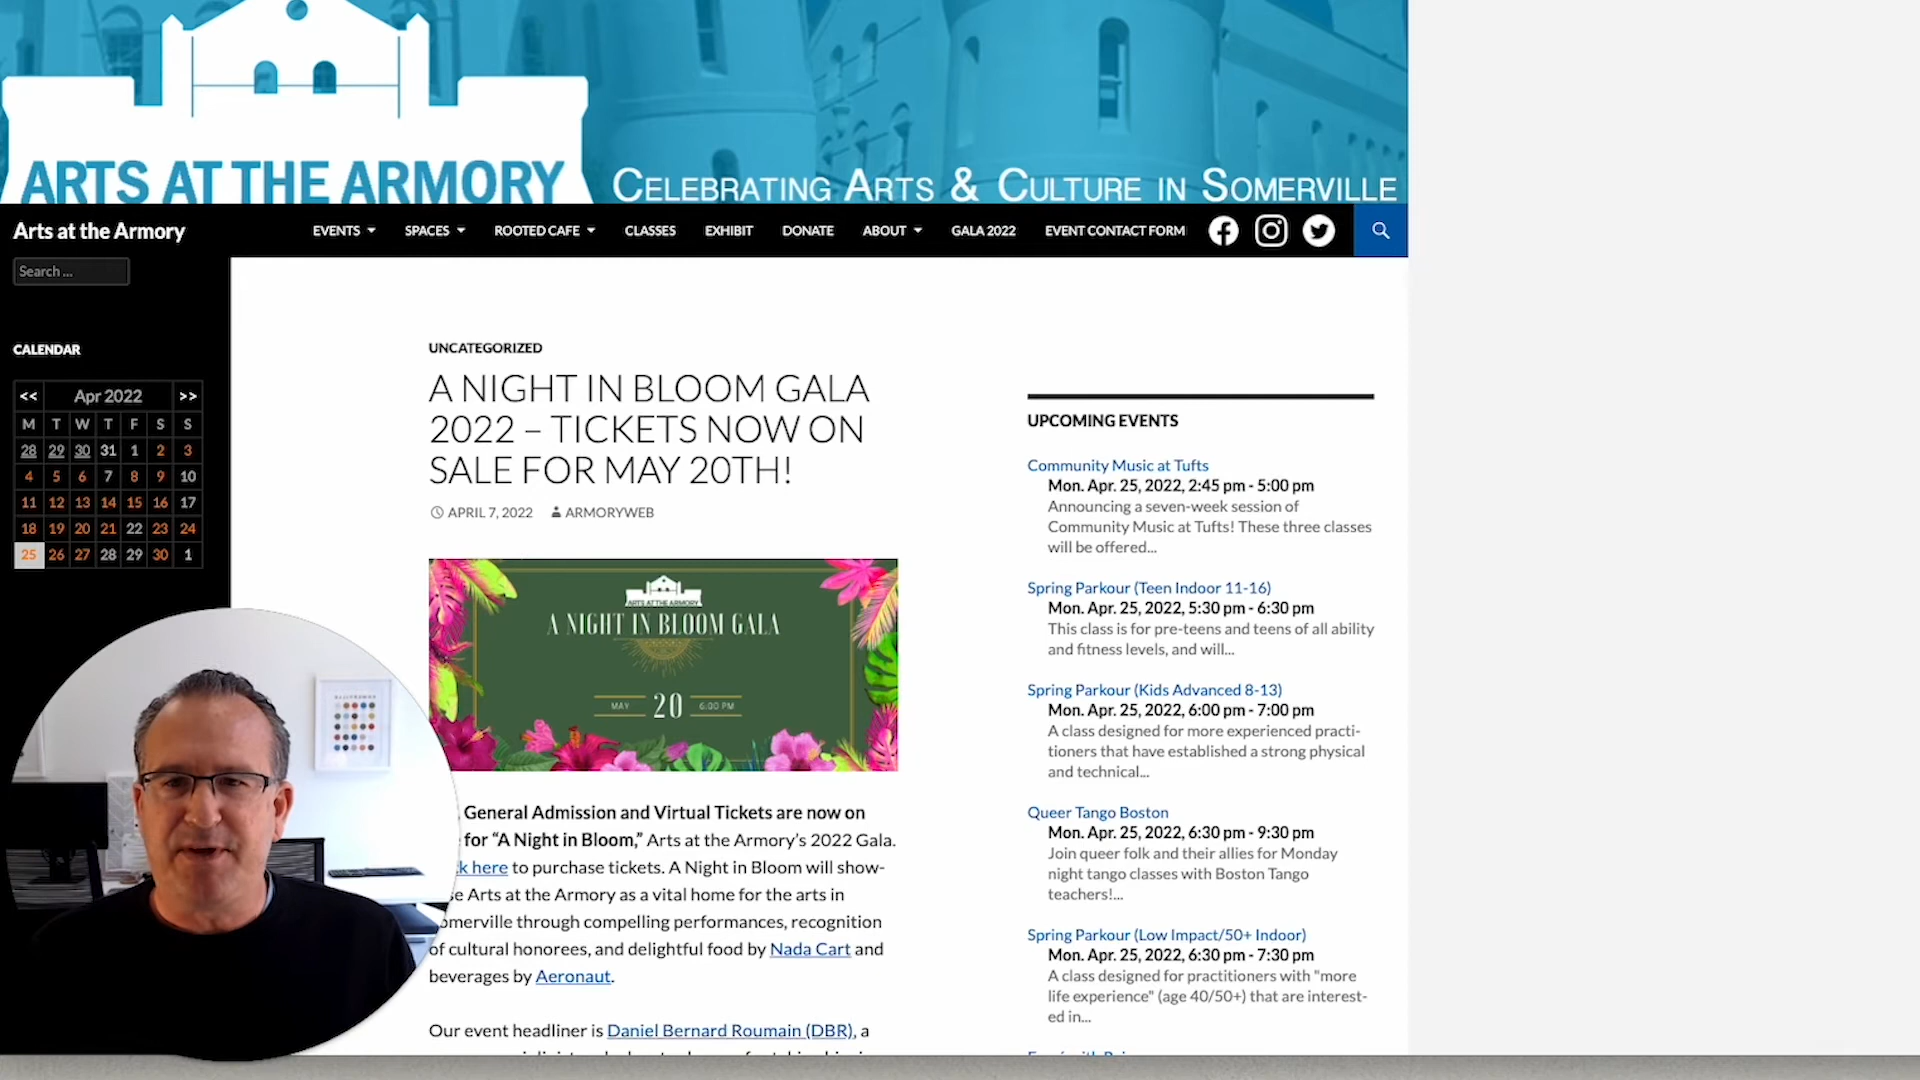 ARTS AT THE ARMORY
CELEBRATING ARTS & CULTURE IN SOMERVILLE
Arts at the Armory
EVENTS SPACES ROOTED CAFE CLASSES EXHIBIT DONATE ABOUT GALA 2022 EVENT CONTACT FORM
Search ...
CALENDAR
<< Apr 2022 >>
M T W T F S S
28 29 30 31 1 2 3
4 5 6 7 8 9 10
11 12 13 14 15 16 17
18 19 20 21 22 23 24
25 26 27 28 29 30 1
UNCATEGORIZED
A NIGHT IN BLOOM GALA
2022 – TICKETS NOW ON
SALE FOR MAY 20TH!
APRIL 7, 2022 ARMORYWEB
ARTS AT THE ARMORY
A NIGHT IN BLOOM GALA
MAY 20 6:00 PM
General Admission and Virtual Tickets are now on
for “A Night in Bloom,” Arts at the Armory’s 2022 Gala.
here to purchase tickets. A Night in Bloom will show-
Arts at the Armory as a vital home for the arts in
omerville through compelling performances, recognition
of cultural honorees, and delightful food by Nada Cart and
beverages by Aeronaut.
Our event headliner is Daniel Bernard Roumain (DBR), a
UPCOMING EVENTS
Community Music at Tufts
Mon. Apr. 25, 2022, 2:45 pm - 5:00 pm
Announcing a seven-week session of
Community Music at Tufts! These three classes
will be offered...
Spring Parkour (Teen Indoor 11-16)
Mon. Apr. 25, 2022, 5:30 pm - 6:30 pm
This class is for pre-teens and teens of all ability
and fitness levels, and will...
Spring Parkour (Kids Advanced 8-13)
Mon. Apr. 25, 2022, 6:00 pm - 7:00 pm
A class designed for more experienced practi-
tioners that have established a strong physical
and technical...
Queer Tango Boston
Mon. Apr. 25, 2022, 6:30 pm - 9:30 pm
Join queer folk and their allies for Monday
night tango classes with Boston Tango
teachers!...
Spring Parkour (Low Impact/50+ Indoor)
Mon. Apr. 25, 2022, 6:30 pm - 7:30 pm
A class designed for practitioners with "more
life experience" (age 40/50+) that are interest-
ed in...